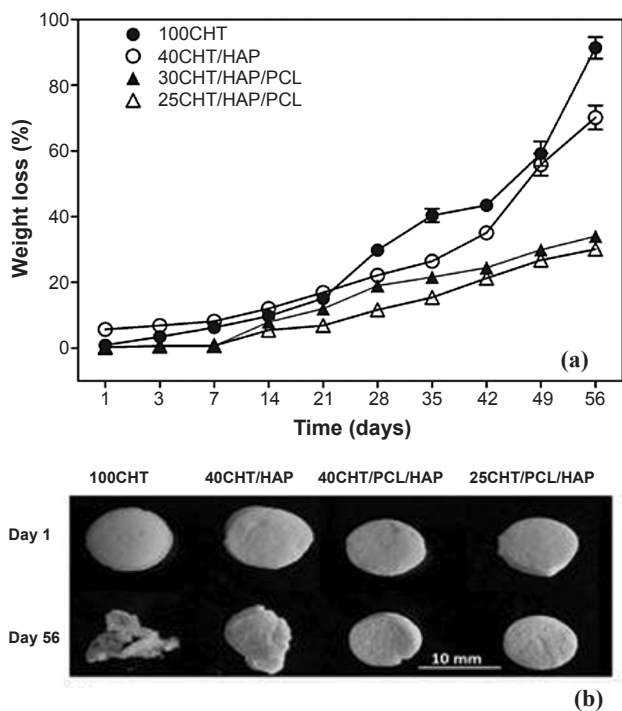 100
80
60
40
20
0
Weight loss (%)
100CHT
40CHT/HAP
30CHT/HAP/PCL
25CHT/HAP/PCL
(a)
1 3 7 14 21 28 35 42 49 56
Time (days)
100CHT 40CHT/HAP 40CHT/PCL/HAP 25CHT/PCL/HAP
Day 1
Day 56
10 mm
(b)